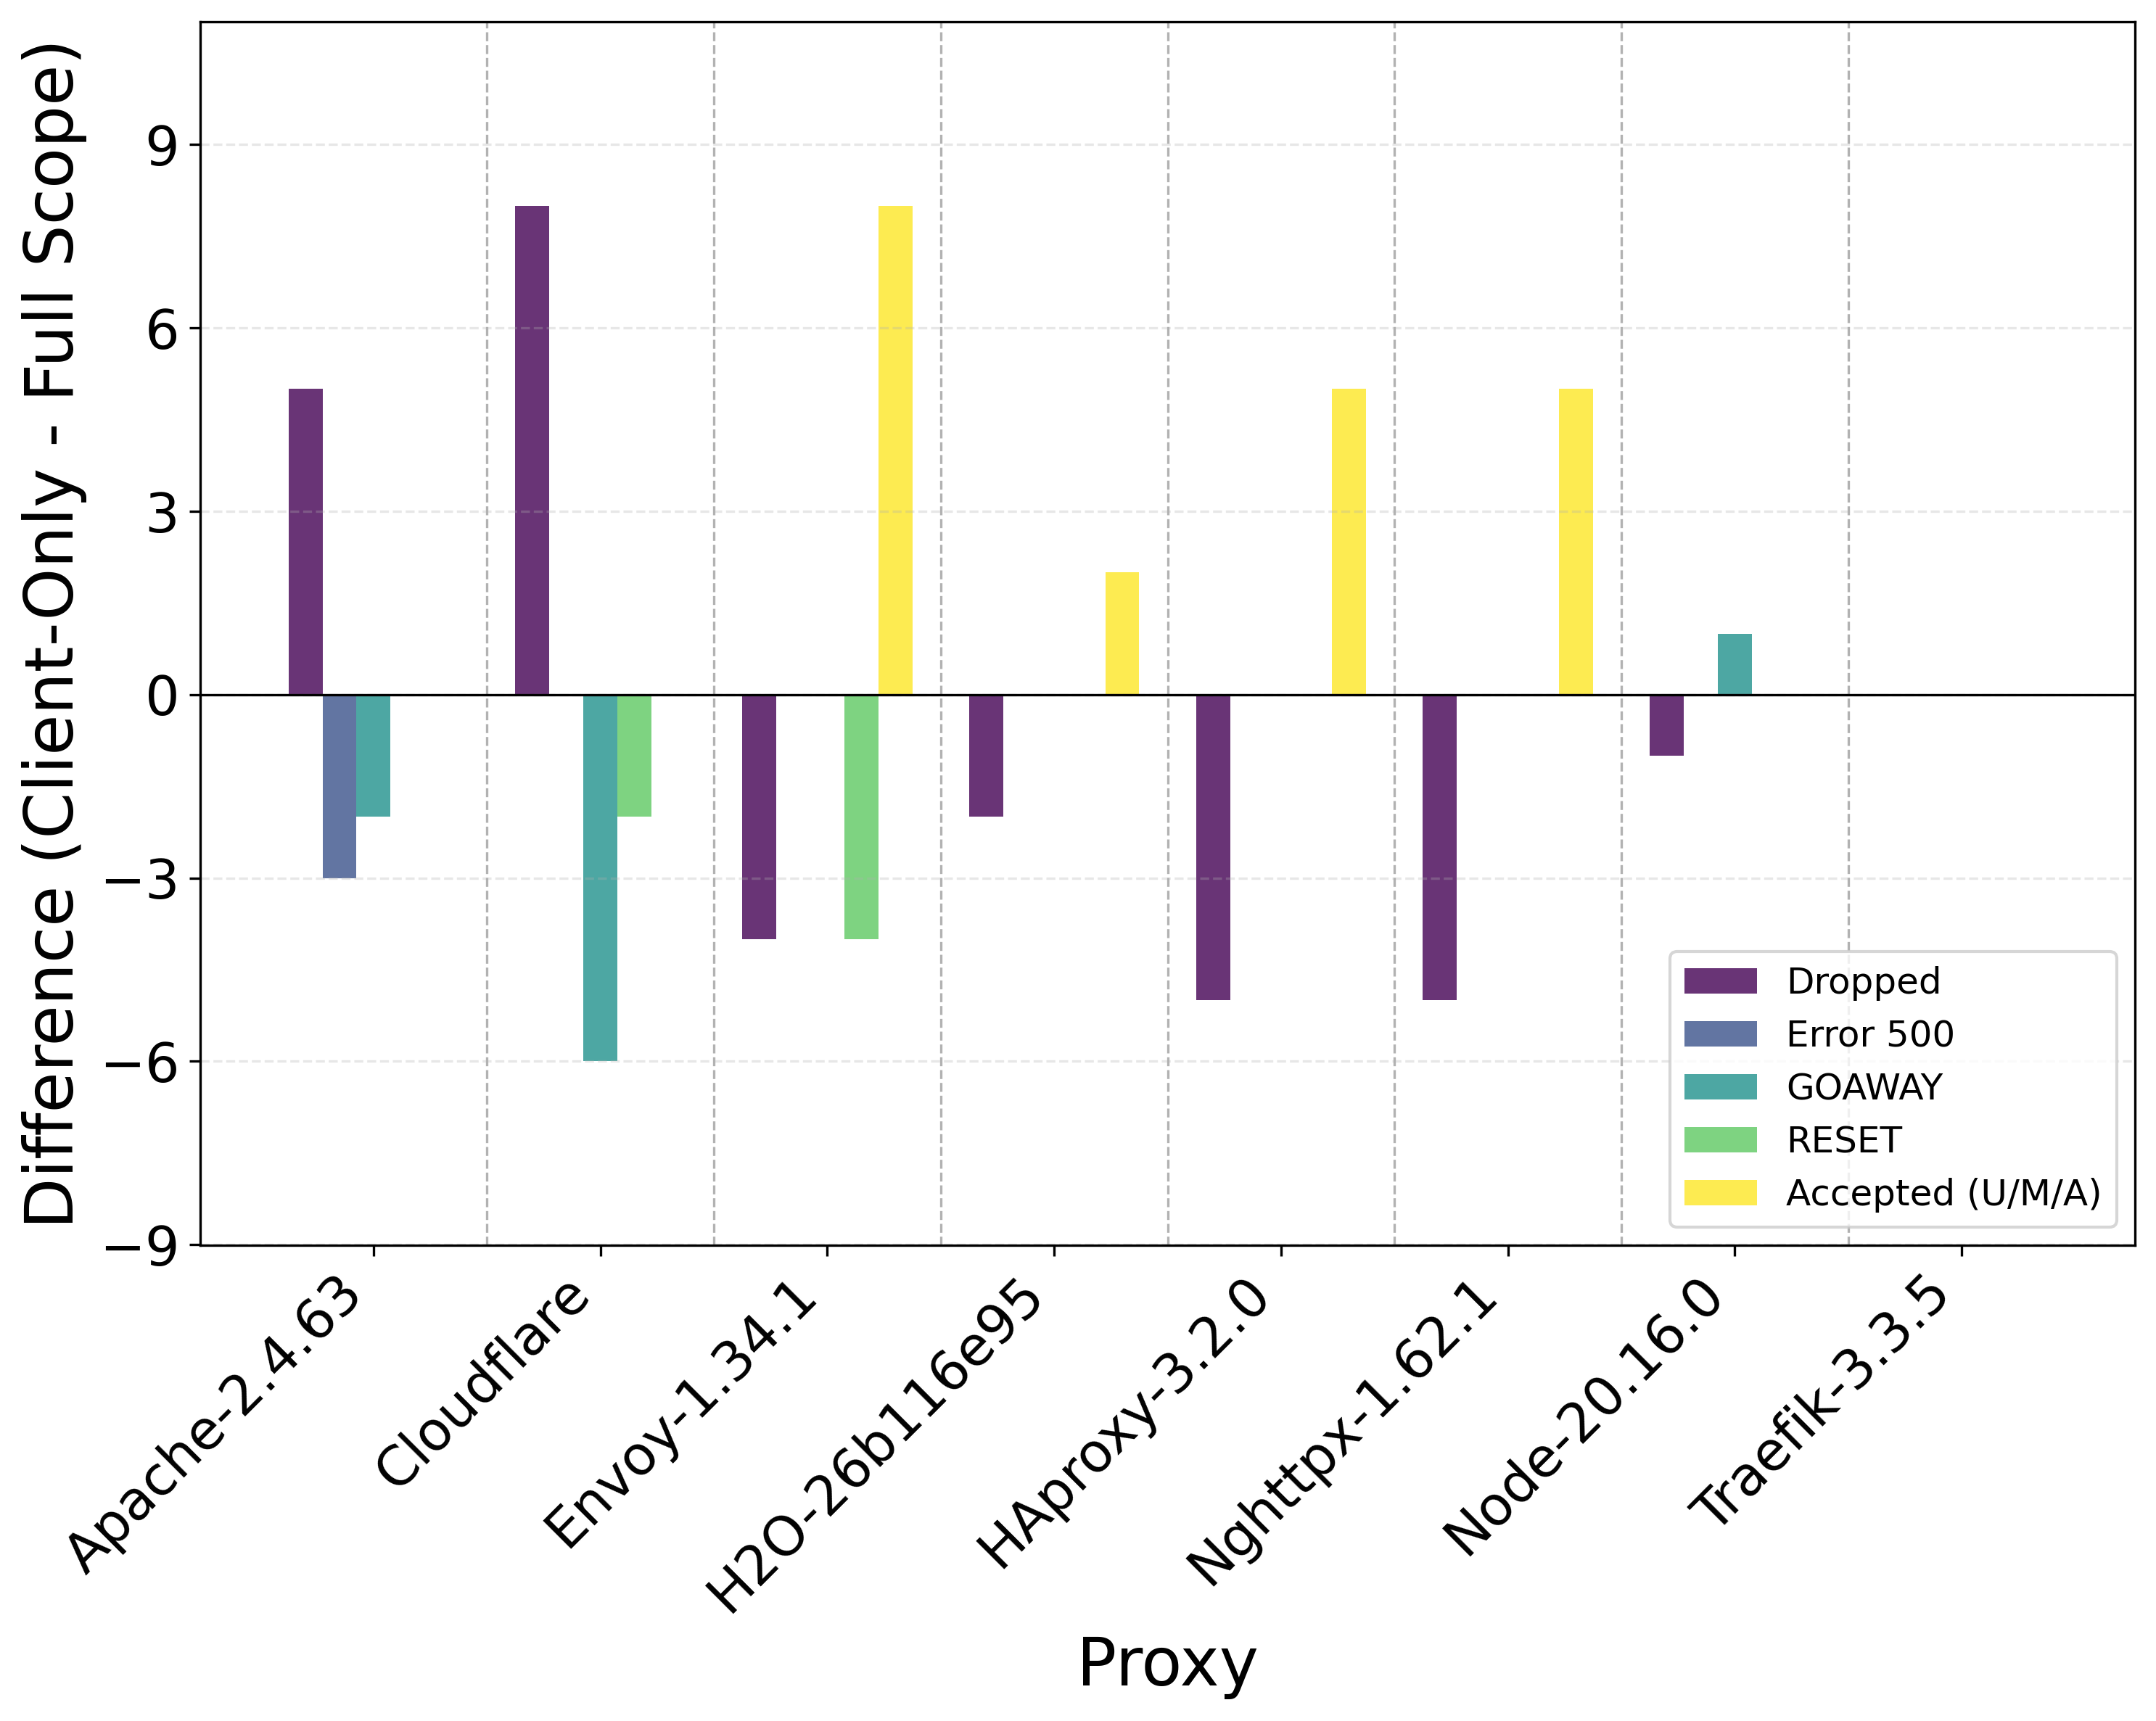 Difference (Client-Only - Full Scope)
9
6
3
0
−3
−6
−9
Dropped
Error 500
GOAWAY
RESET
Accepted (U/M/A)
Apache-2.4.63
Cloudflare
Envoy-1.34.1
H2O-26b116e95
HAproxy-3.2.0
Nghttpx-1.62.1
Node-20.16.0
Traefik-3.3.5
Proxy